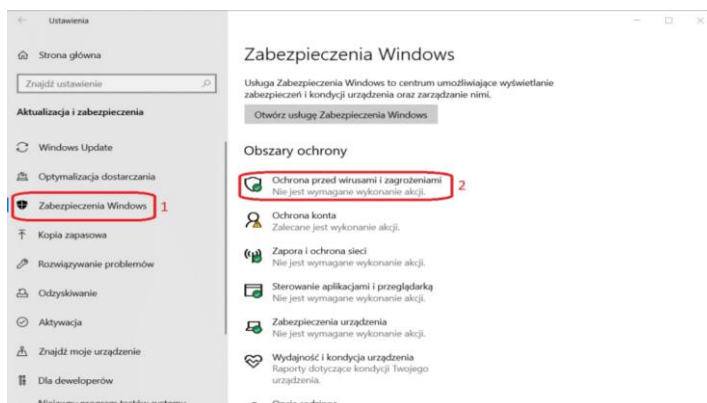 Ustawienia
Strona główna
Znajdź ustawienie
Aktualizacja i zabezpieczenia
Windows Update
Optymalizacja dostarczania
Zabezpieczenia Windows 1
Kopia zapasowa
Rozwiązywanie problemów
Odzyskiwanie
Aktywacja
Znajdź moje urządzenie
Dla deweloperów
Zabezpieczenia Windows
Usługa Zabezpieczenia Windows to centrum umożliwiające wyświetlanie
zabezpieczeń i kondycji urządzenia oraz zarządzanie nimi.
Otwórz usługę Zabezpieczenia Windows
Obszary ochrony
Ochrona przed wirusami i zagrożeniami 2
Nie jest wymagane wykonanie akcji.
Ochrona konta
Zalecane jest wykonanie akcji.
Zapora i ochrona sieci
Nie jest wymagane wykonanie akcji.
Sterowanie aplikacjami i przeglądarką
Nie jest wymagane wykonanie akcji.
Zabezpieczenia urządzenia
Nie jest wymagane wykonanie akcji.
Wydajność i kondycja urządzenia
Raporty dotyczące kondycji Twojego
urządzenia.